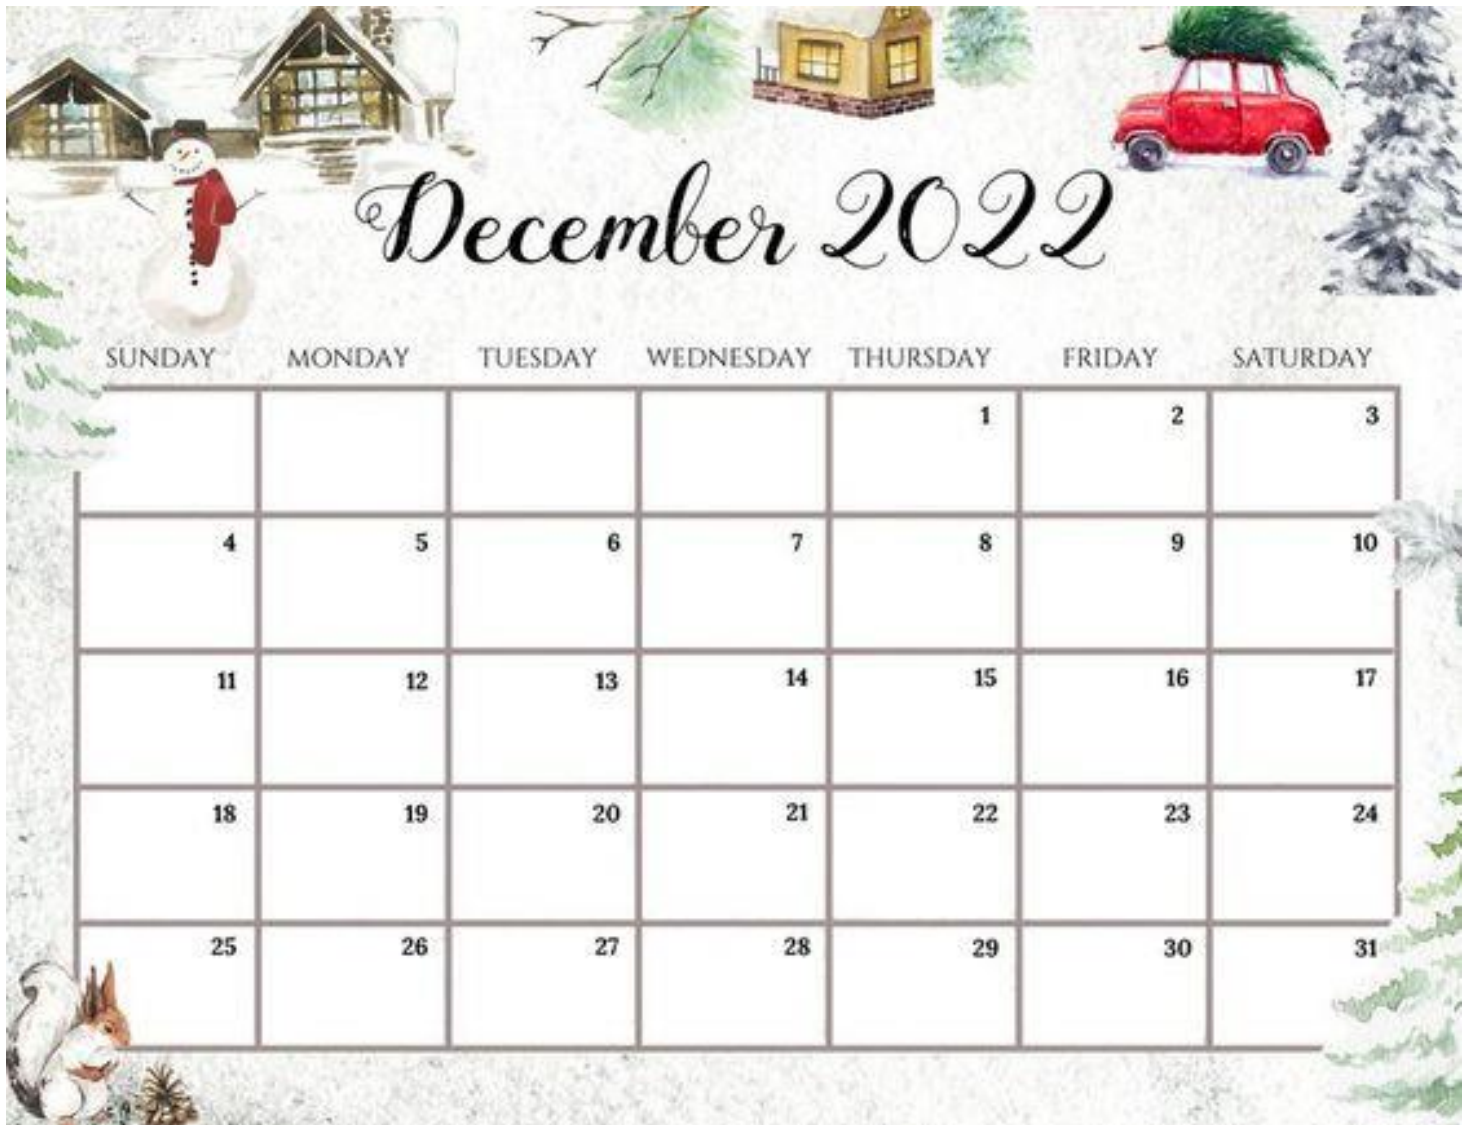 December 2022
SUNDAY MONDAY TUESDAY WEDNESDAY THURSDAY FRIDAY SATURDAY
1 2 3
4 5 6 7 8 9 10
11 12 13 14 15 16 17
18 19 20 21 22 23 24
25 26 27 28 29 30 31